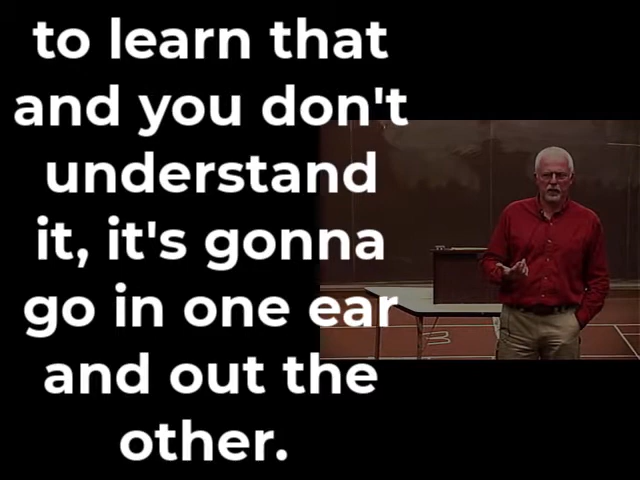 to learn that
and you don't
understand
it, it's gonna
go in one ear
and out the
other.